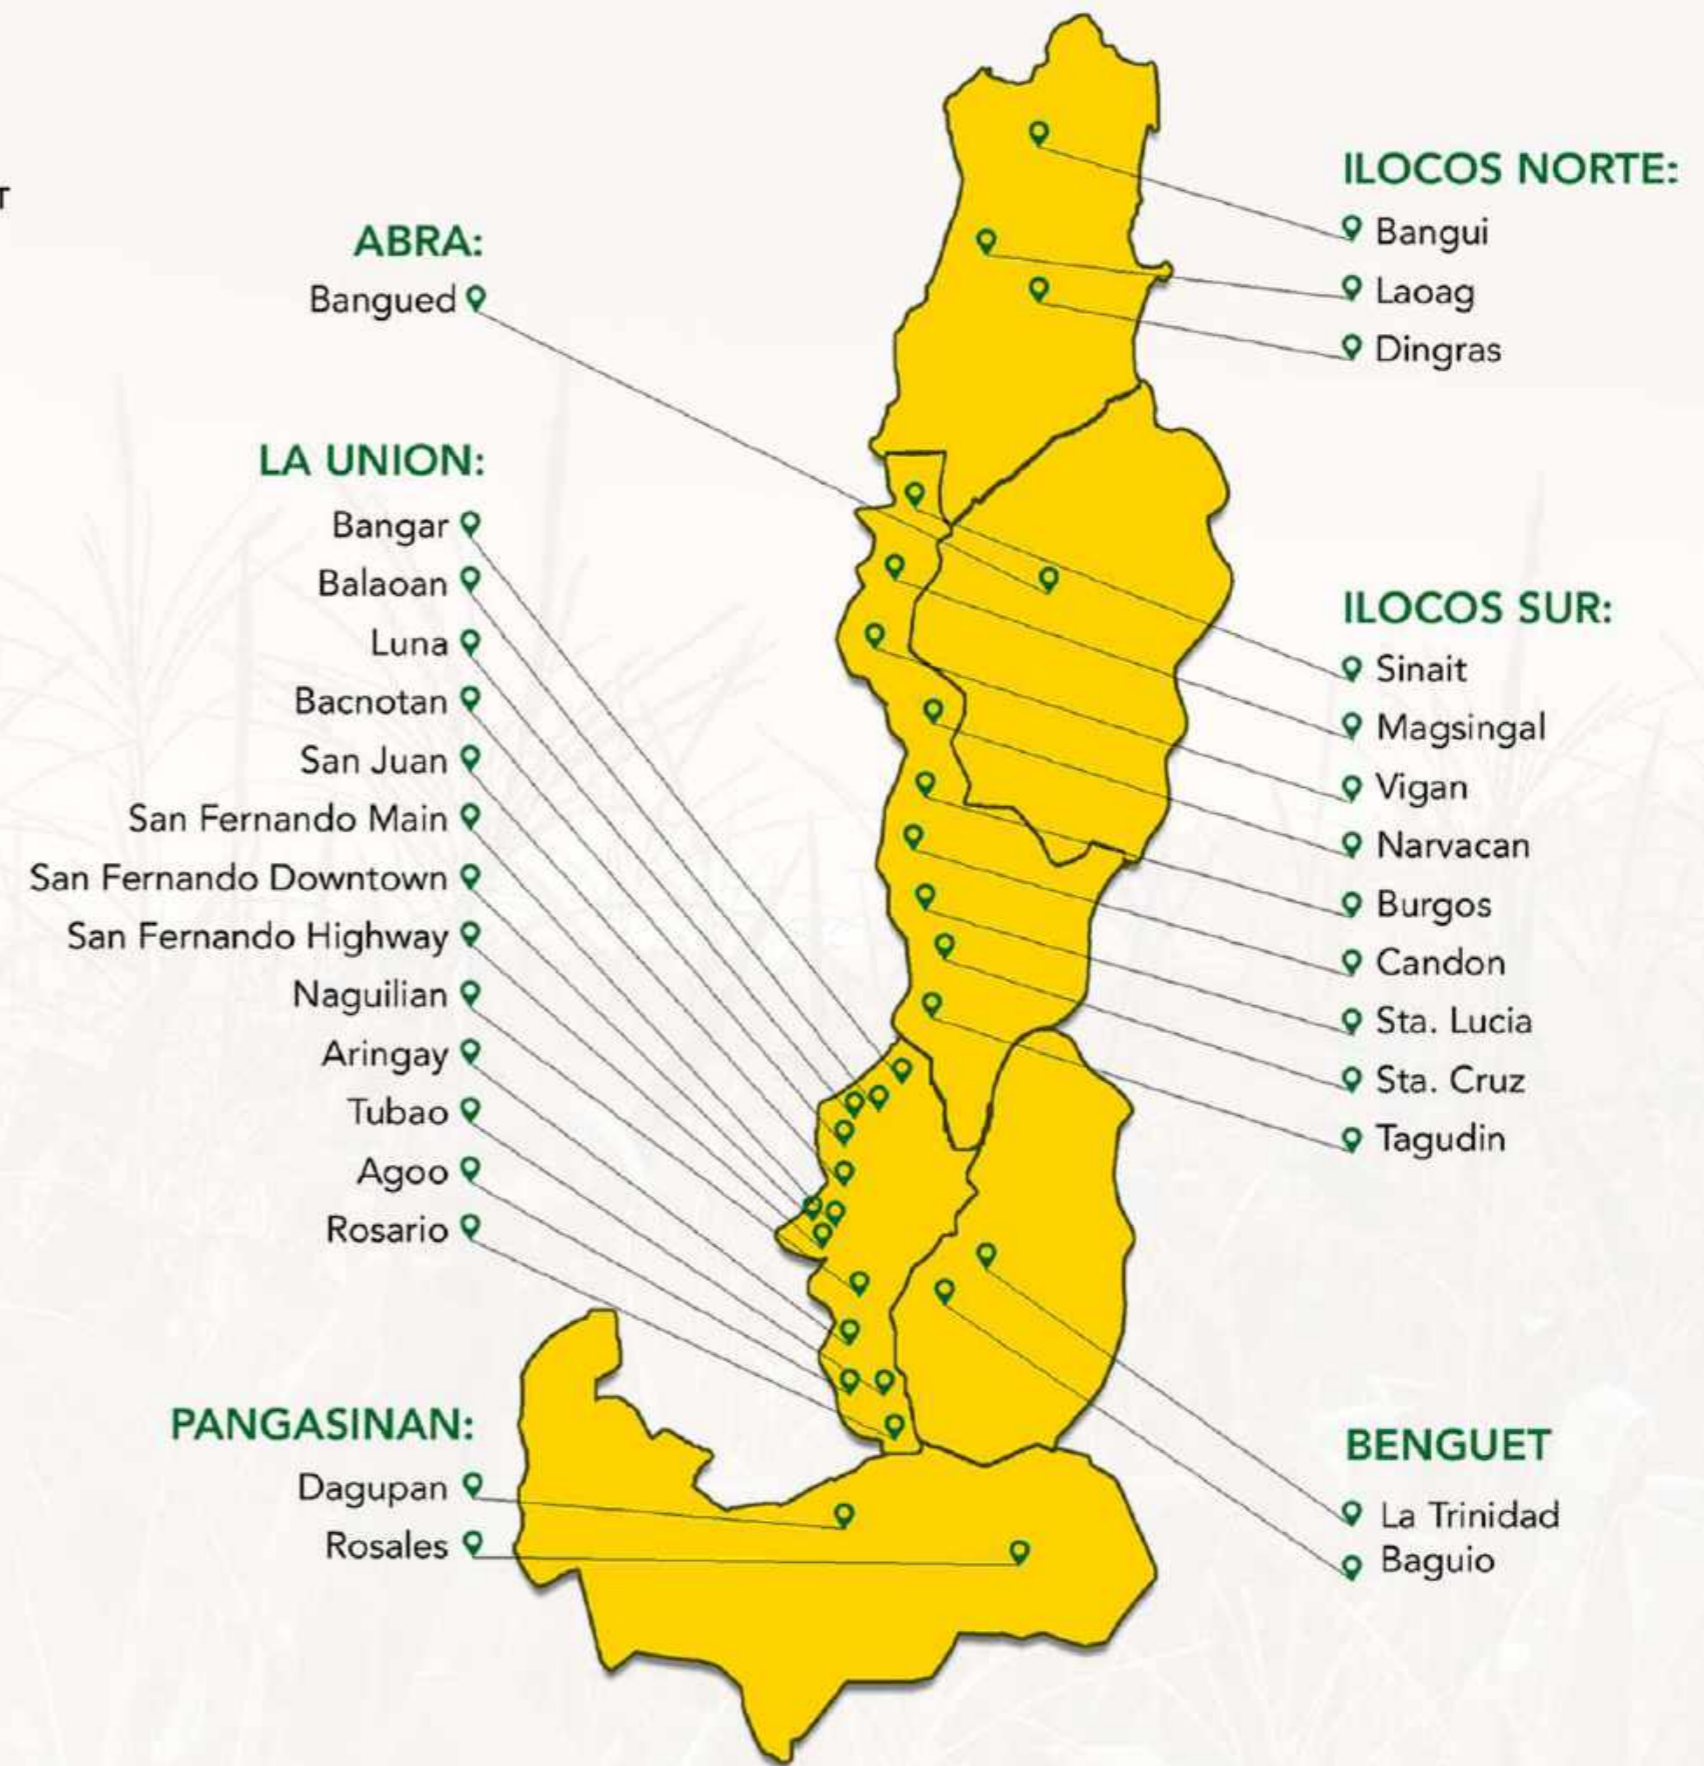 T
ABRA:
Bangued
LA UNION:
Bangar
Balaoan
Luna
Bacnotan
San Juan
San Fernando Main
San Fernando Downtown
San Fernando Highway
Naguilian
Aringay
Tubao
Agoo
Rosario
PANGASINAN:
Dagupan
Rosales
ILOCOS NORTE:
Bangui
Laoag
Dingras
ILOCOS SUR:
Sinait
Magsingal
Vigan
Narvacan
Burgos
Candon
Sta. Lucia
Sta. Cruz
Tagudin
BENGUET
La Trinidad
Baguio